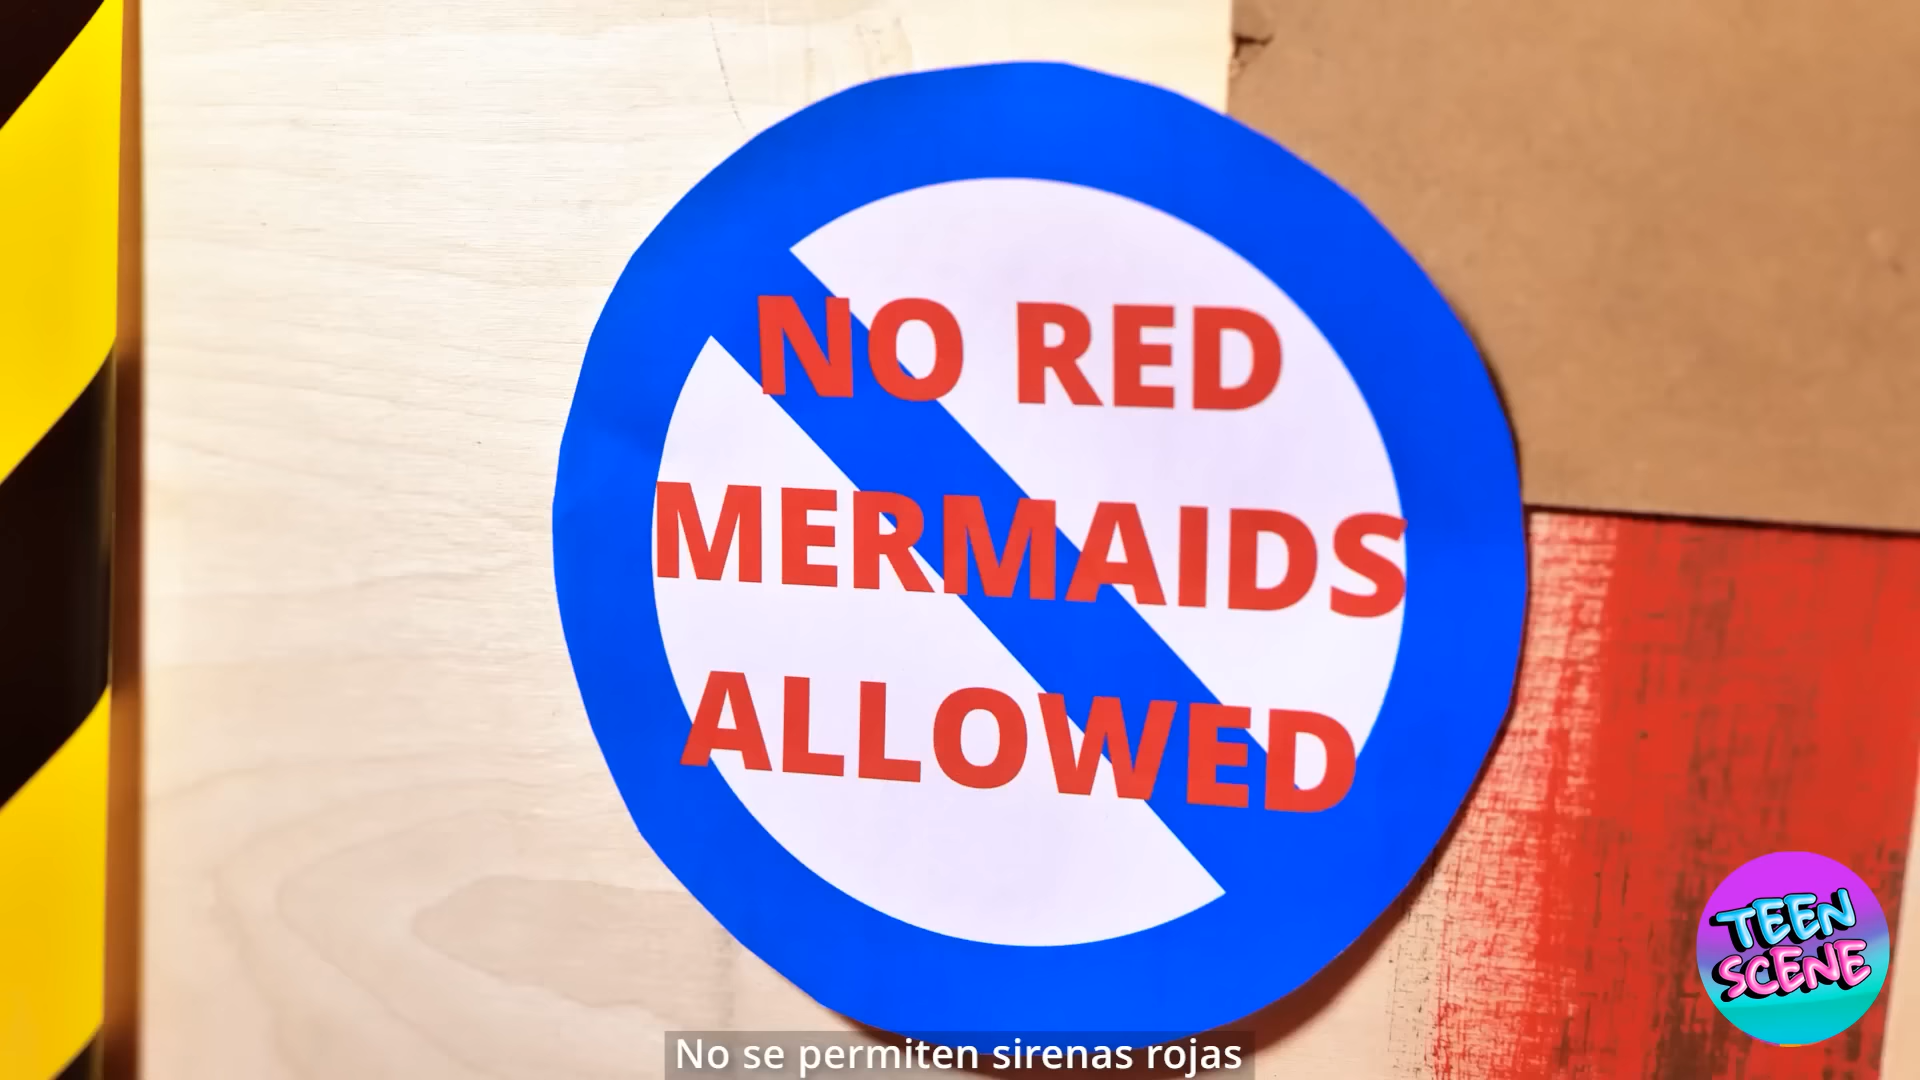 NO RED
MERMAIDS
ALLOWED
TEEN
SCENE
No se permiten sirenas rojas